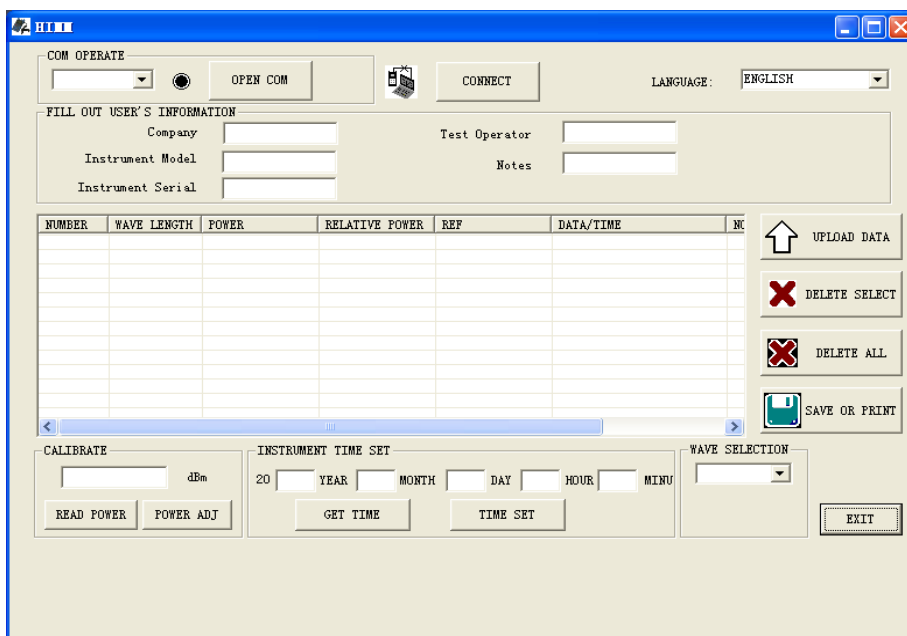 COM OPERATE
OPEN COM
CONNECT
LANGUAGE:
ENGLISH
FILL OUT USER'S INFORMATION
Company
Test Operator
Instrument Model
Notes
Instrument Serial
NUMBER WAVE LENGTH POWER RELATIVE POWER REF DATA/TIME
UPLOAD DATA
DELETE SELECT
DELETE ALL
SAVE OR PRINT
CALIBRATE
dBm
READ POWER
POWER ADJ
INSTRUMENT TIME SET
20 YEAR MONTH DAY HOUR MINU
GET TIME
TIME SET
WAVE SELECTION
EXIT